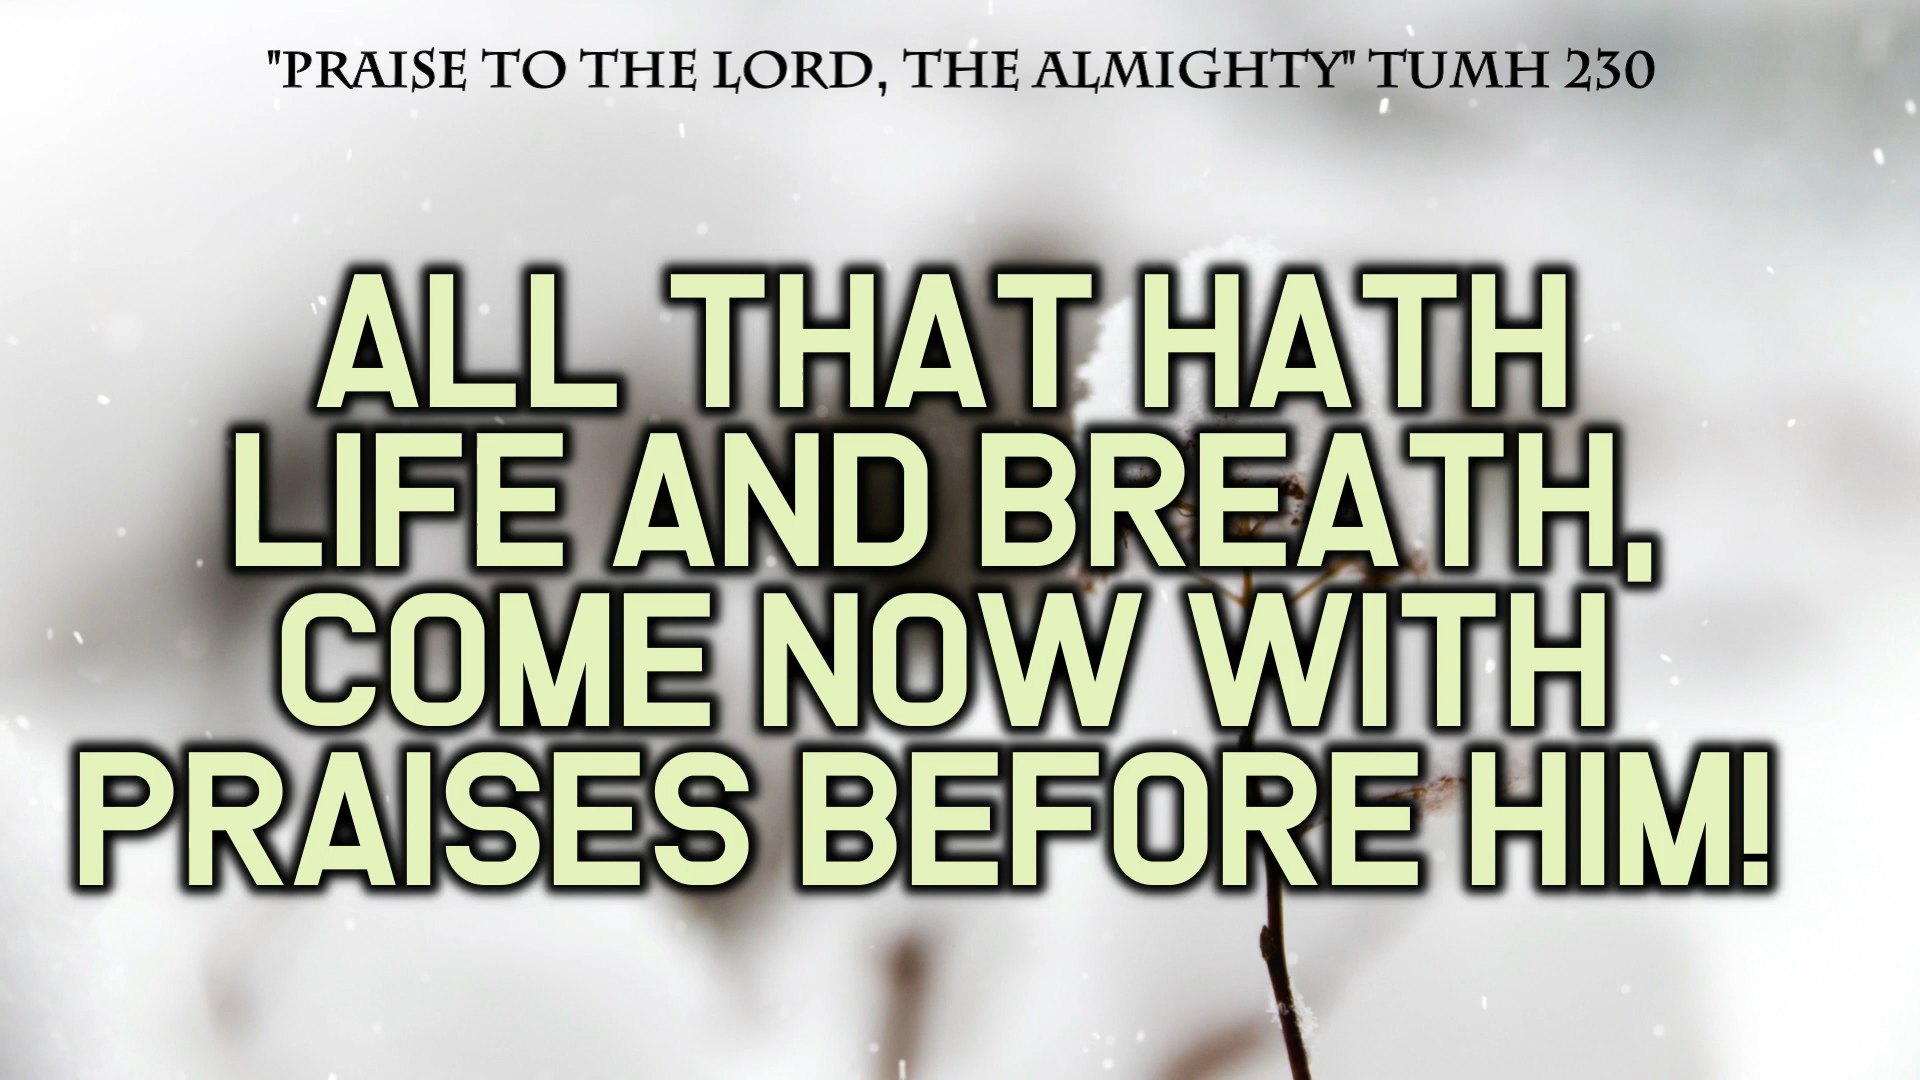 "PRAISE TO THE LORD, THE ALMIGHTY" TUMH 230
ALL THAT HATH
LIFE AND BREATH,
COME NOW WITH
PRAISES BEFORE HIM!